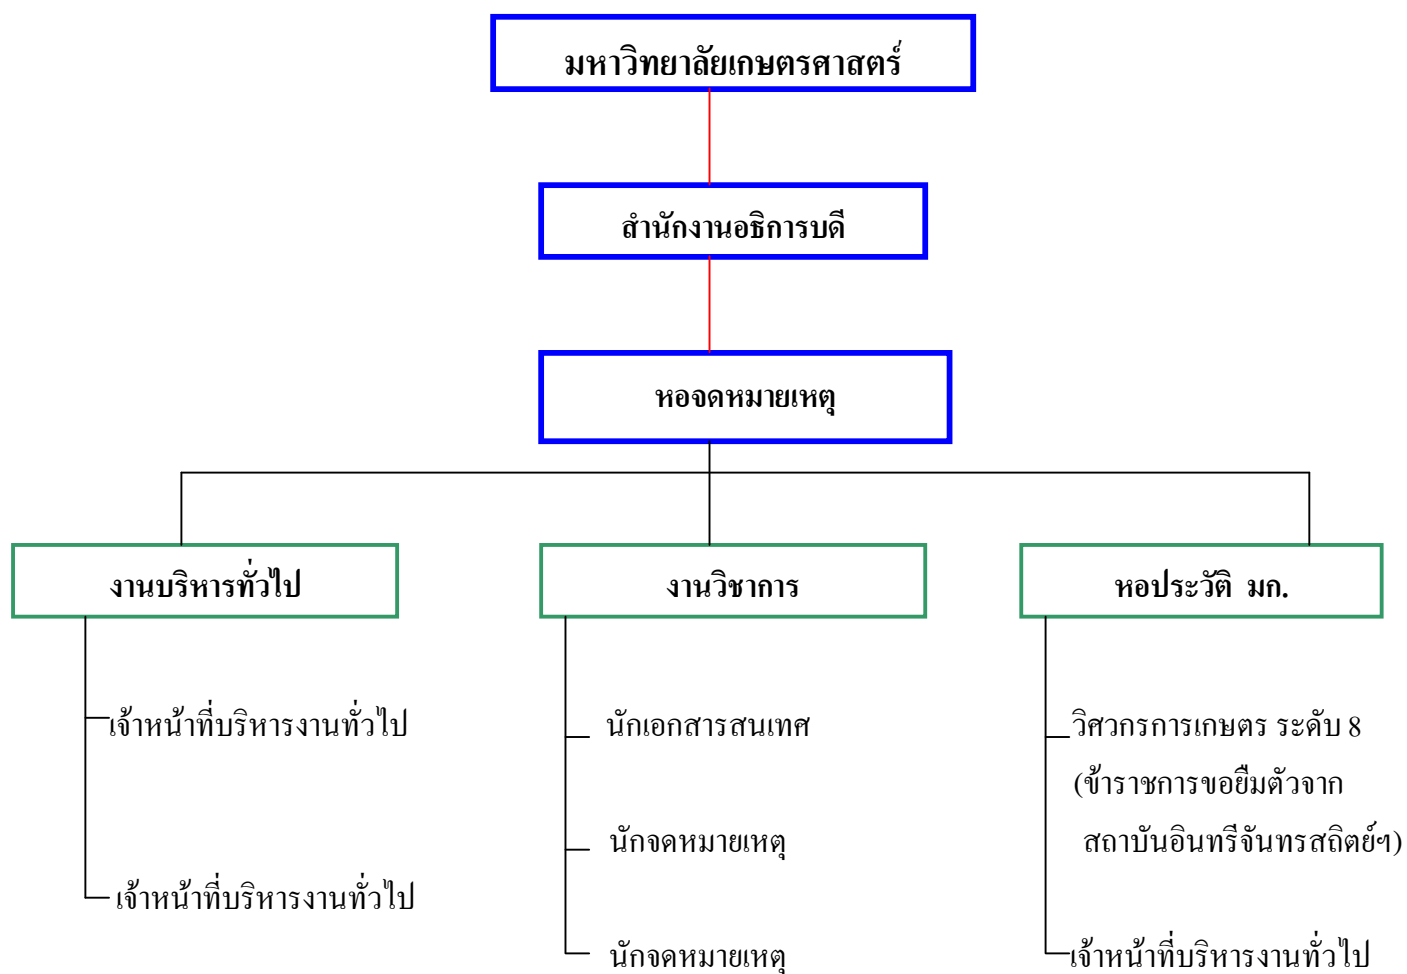 มหาวิทยาลัยเกษตรศาสตร์
สำนักงานอธิการบดี
หอจดหมายเหตุ
งานบริหารทั่วไป
เจ้าหน้าที่บริหารงานทั่วไป
เจ้าหน้าที่บริหารงานทั่วไป
งานวิชาการ
นักเอกสารสนเทศ
นักจดหมายเหตุ
นักจดหมายเหตุ
หอประวัติ มก.
วิศวกรการเกษตร ระดับ 8
(ข้าราชการขอยืมตัวจาก
สถาบันอินทรีจันทรสถิตย์ฯ)
เจ้าหน้าที่บริหารงานทั่วไป